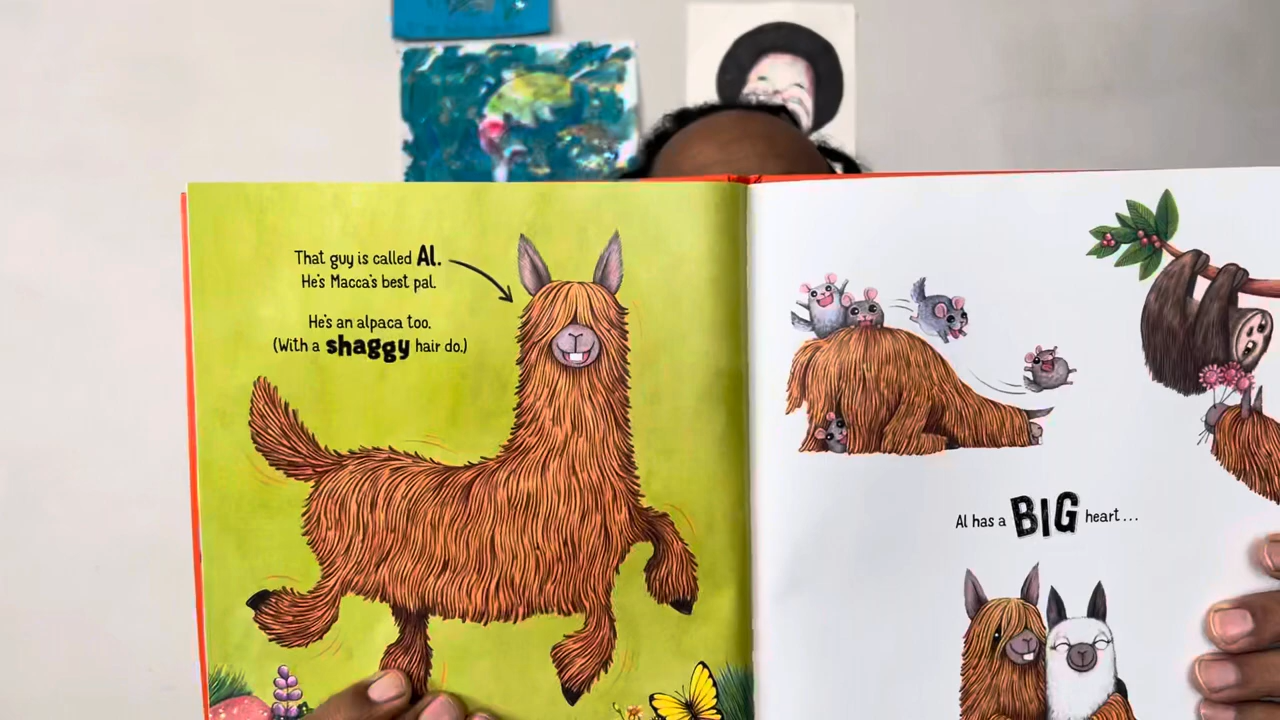 That guy is called Al.
He's Macca's best pal.
He's an alpaca too.
(With a shaggy hair do.)
Al has a BIG heart...